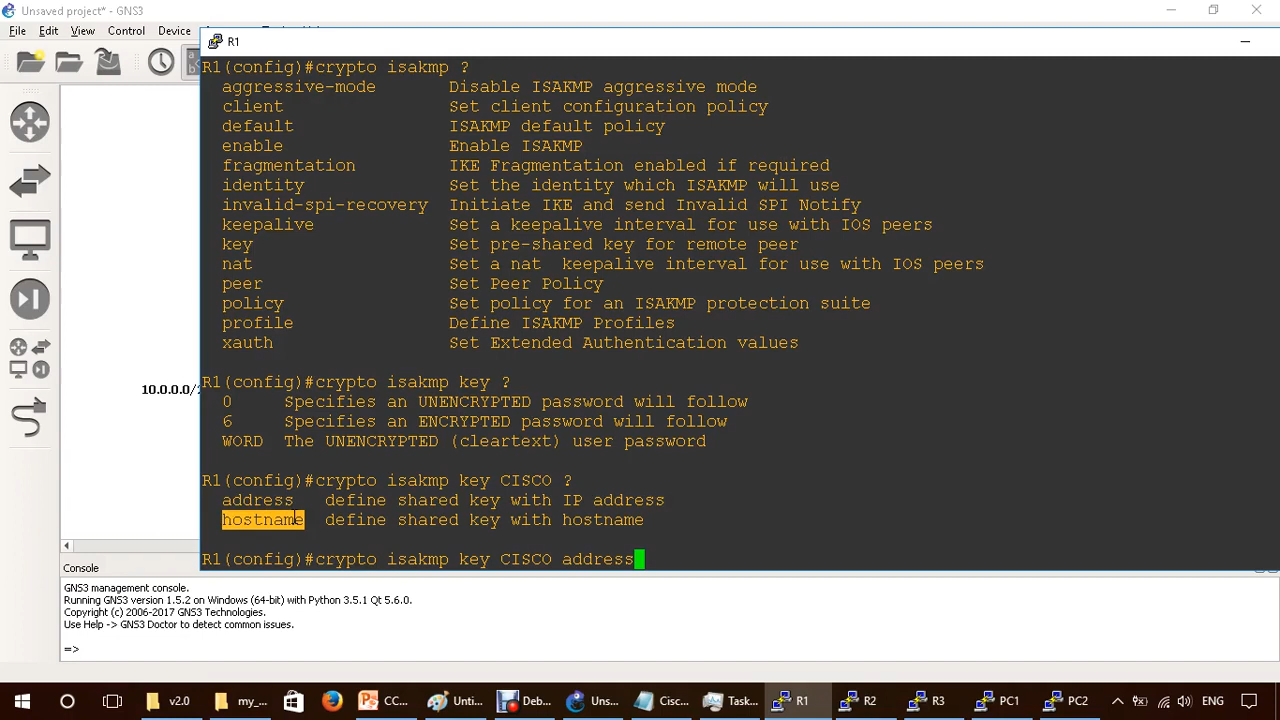 Unsaved project* - GNS3
File Edit View Control Device
R1
R1(config)#crypto isakmp ?
aggressive-mode Disable ISAKMP aggressive mode
client Set client configuration policy
default ISAKMP default policy
enable Enable ISAKMP
fragmentation IKE Fragmentation enabled if required
identity Set the identity which ISAKMP will use
invalid-spi-recovery Initiate IKE and send Invalid SPI Notify
keepalive Set a keepalive interval for use with IOS peers
key Set pre-shared key for remote peer
nat Set a nat  keepalive interval for use with IOS peers
peer Set Peer Policy
policy Set policy for an ISAKMP protection suite
profile Define ISAKMP Profiles
xauth Set Extended Authentication values
R1(config)#crypto isakmp key ?
0 Specifies an UNENCRYPTED password will follow
6 Specifies an ENCRYPTED password will follow
WORD The UNENCRYPTED (cleartext) user password
10.0.0.0/
R1(config)#crypto isakmp key CISCO ?
address define shared key with IP address
hostname define shared key with hostname
R1(config)#crypto isakmp key CISCO address
Console
GNS3 management console.
Running GNS3 version 1.5.2 on Windows (64-bit) with Python 3.5.1 Qt 5.6.0.
Copyright (c) 2006-2017 GNS3 Technologies.
Use Help -> GNS3 Doctor to detect common issues.
=>
v2.0 my_... CC... Unti... Deb... Uns... Cisc... Task... R1 R2 R3 PC1 PC2 ENG